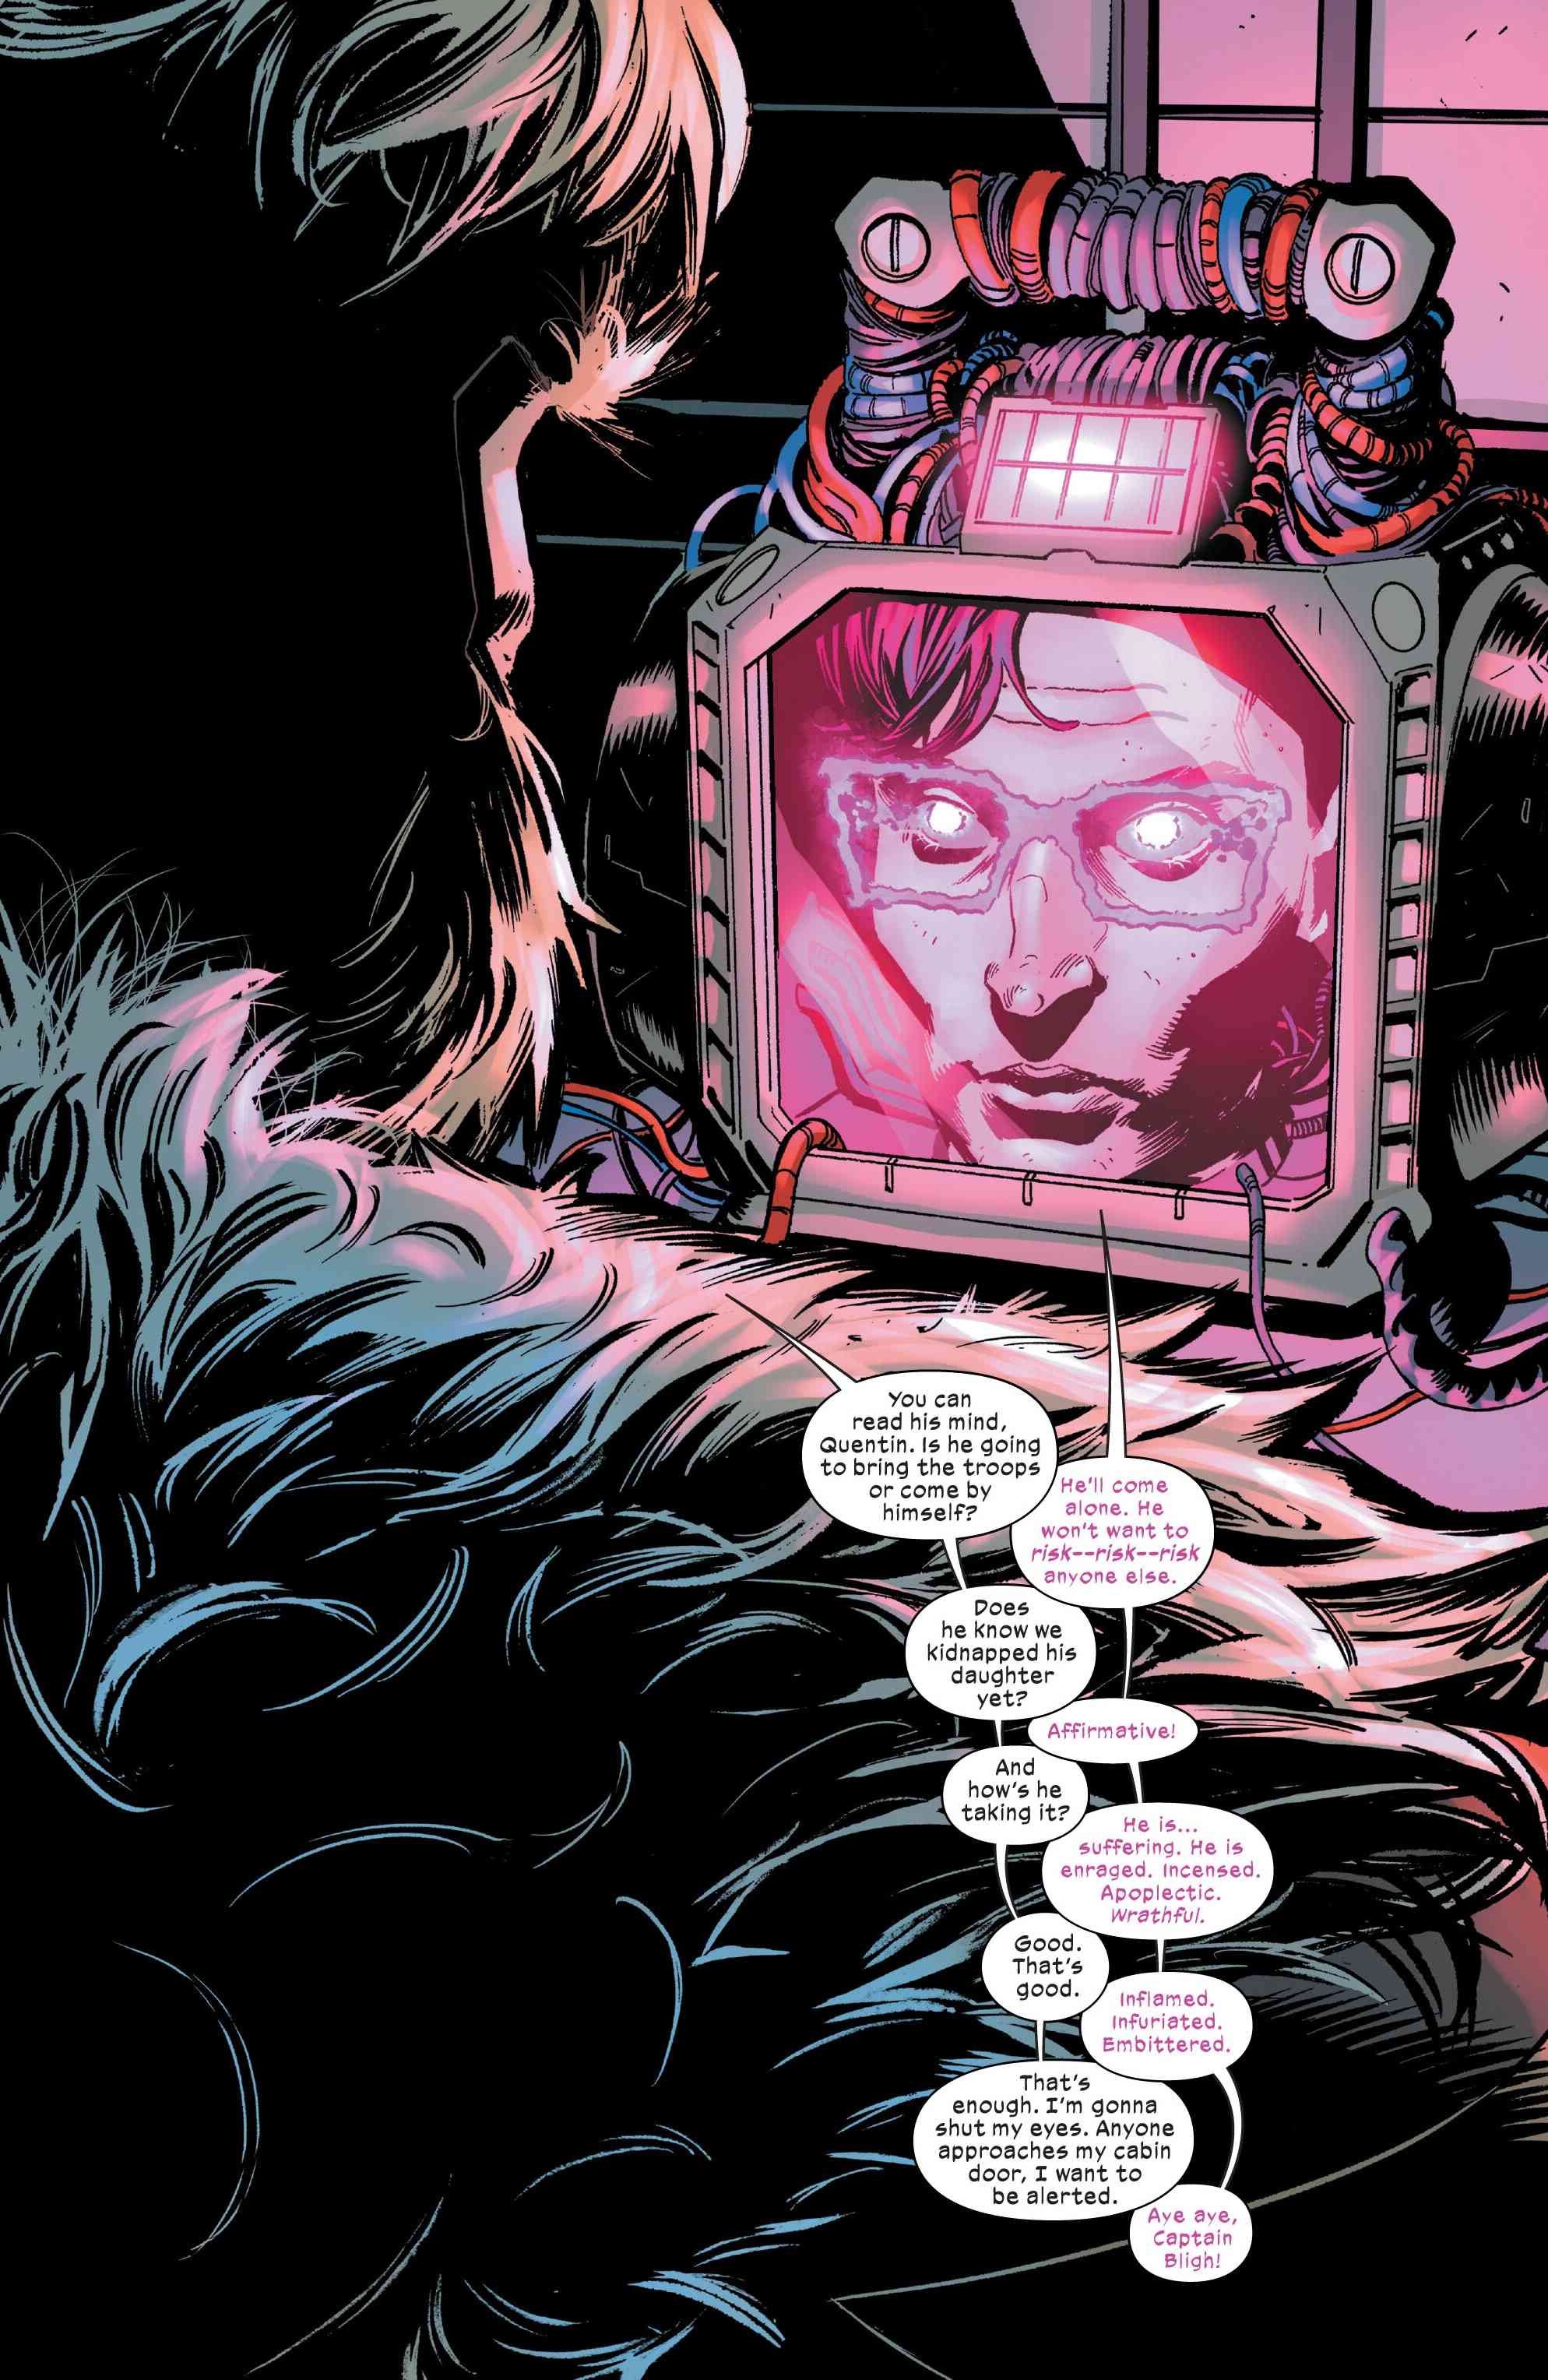 You can
read his mind,
Quentin. Is he going
to bring the troops
or come by
himself?
He'll come
alone. He
won't want to
risk--risk--risk
anyone else.
Does
he know we
kidnapped his
daughter
yet?
Affirmative!
And
how's he
taking it?
He is...
suffering. He is
enraged. Incensed.
Apoplectic.
Wrathful.
Good.
That's
good.
Inflamed.
Infuriated.
Embittered.
That's
enough. I'm gonna
shut my eyes. Anyone
approaches my cabin
door, I want to
be alerted.
Aye aye,
Captain
Bligh!